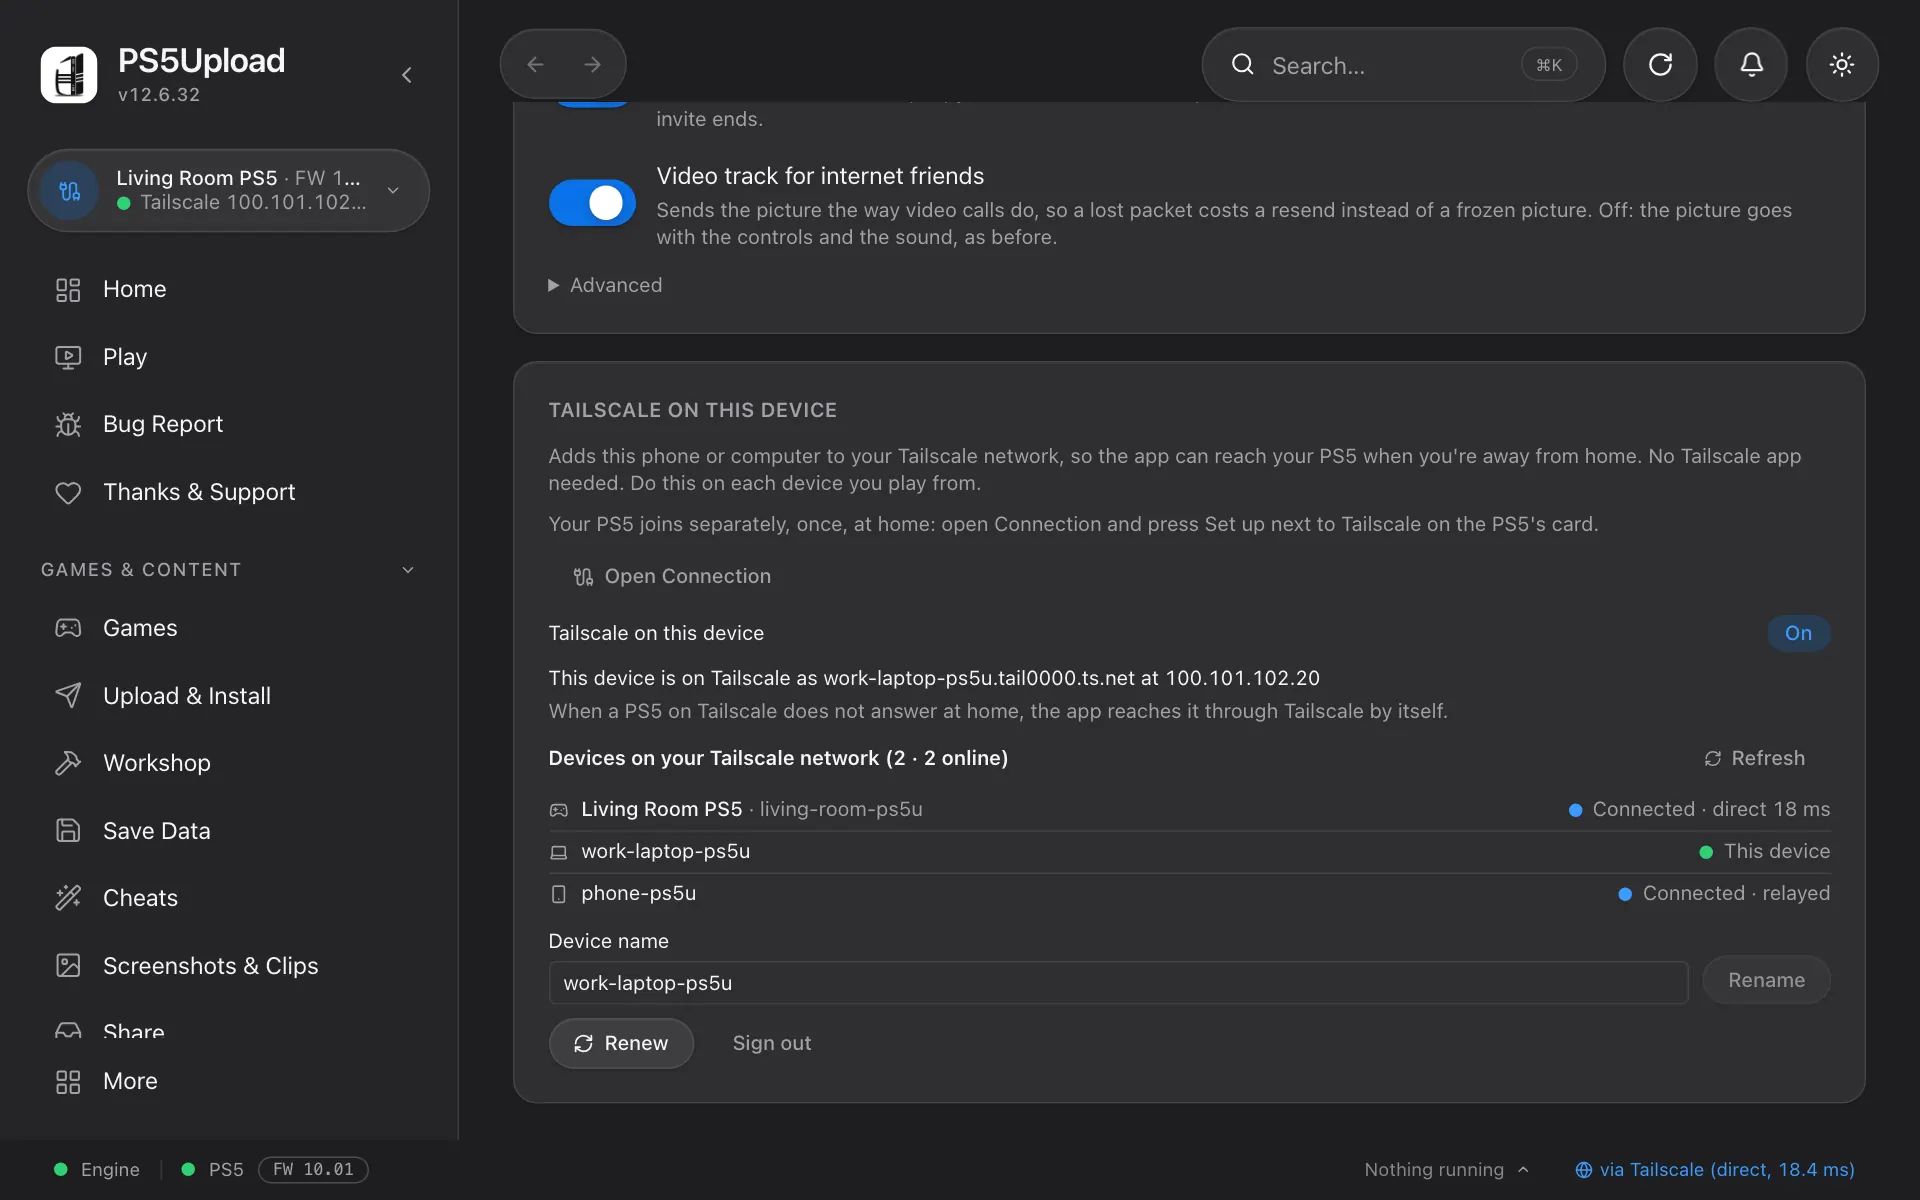 PS5Upload
v12.6.32
Living Room PS5 · FW 1...
Tailscale 100.101.102...
Home
Play
Bug Report
Thanks & Support
GAMES & CONTENT
Games
Upload & Install
Workshop
Save Data
Cheats
Screenshots & Clips
Share
More
Search...
⌘K
invite ends.
Video track for internet friends
Sends the picture the way video calls do, so a lost packet costs a resend instead of a frozen picture. Off: the picture goes
with the controls and the sound, as before.
Advanced
TAILSCALE ON THIS DEVICE
Adds this phone or computer to your Tailscale network, so the app can reach your PS5 when you're away from home. No Tailscale app
needed. Do this on each device you play from.
Your PS5 joins separately, once, at home: open Connection and press Set up next to Tailscale on the PS5's card.
Open Connection
Tailscale on this device
On
This device is on Tailscale as work-laptop-ps5u.tail0000.ts.net at 100.101.102.20
When a PS5 on Tailscale does not answer at home, the app reaches it through Tailscale by itself.
Devices on your Tailscale network (2 · 2 online)
Refresh
Living Room PS5 · living-room-ps5u
Connected · direct 18 ms
work-laptop-ps5u
This device
phone-ps5u
Connected · relayed
Device name
work-laptop-ps5u
Rename
Renew
Sign out
Engine
PS5
FW 10.01
Nothing running
via Tailscale (direct, 18.4 ms)